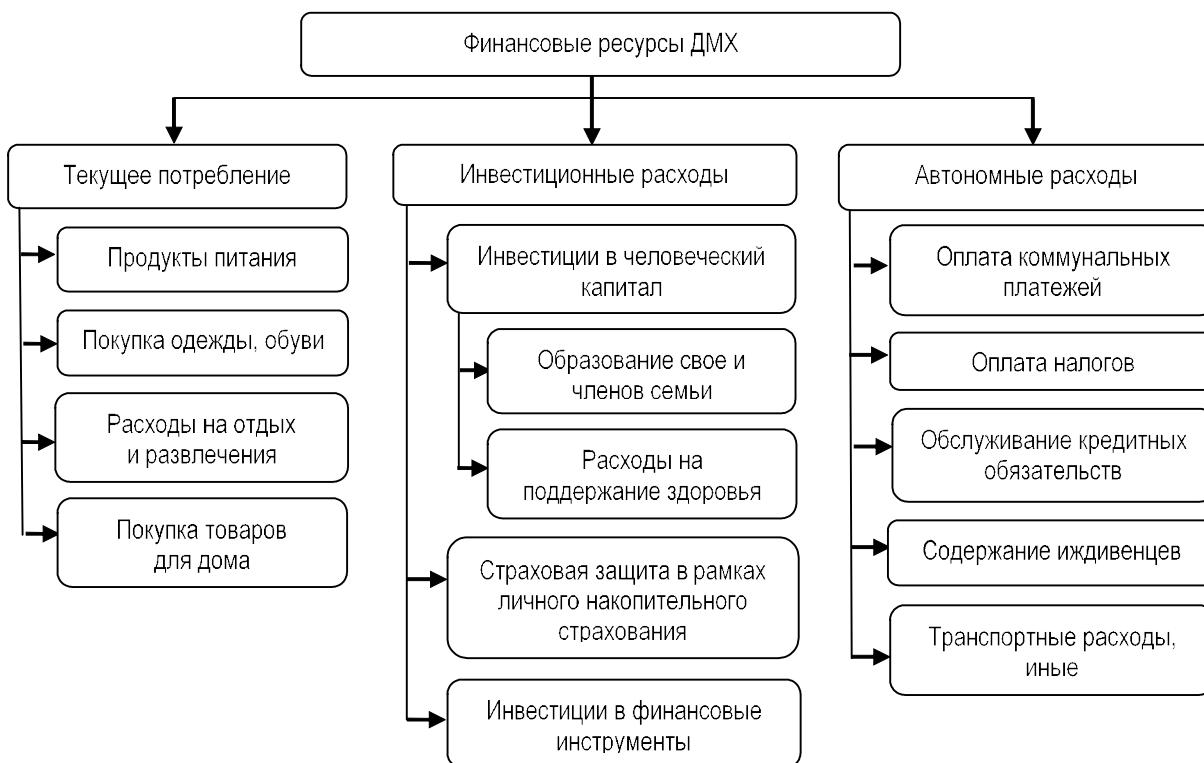 Финансовые ресурсы ДМХ
Текущее потребление
Продукты питания
Покупка одежды, обуви
Расходы на отдых
и развлечения
Покупка товаров
для дома
Инвестиционные расходы
Инвестиции в человеческий
капитал
Образование свое и
членов семьи
Расходы на
поддержание здоровья
Страховая защита в рамках
личного накопительного
страхования
Инвестиции в финансовые
инструменты
Автономные расходы
Оплата коммунальных
платежей
Оплата налогов
Обслуживание кредитных
обязательств
Содержание иждивенцев
Транспортные расходы,
иные